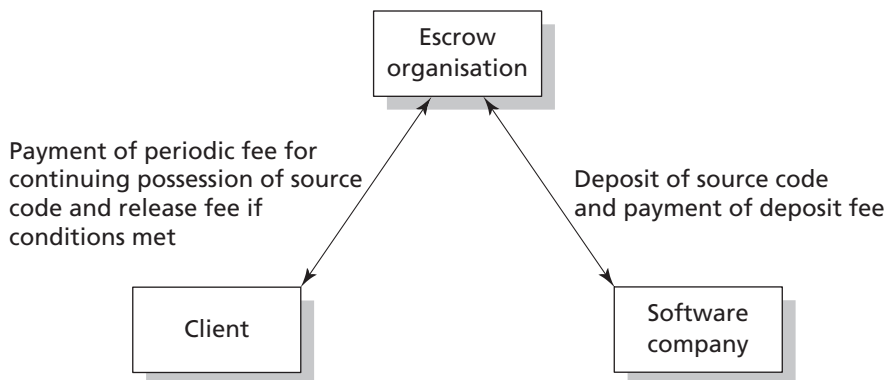 Escrow
organisation
Payment of periodic fee for
continuing possession of source
code and release fee if
conditions met
Deposit of source code
and payment of deposit fee
Client
Software
company